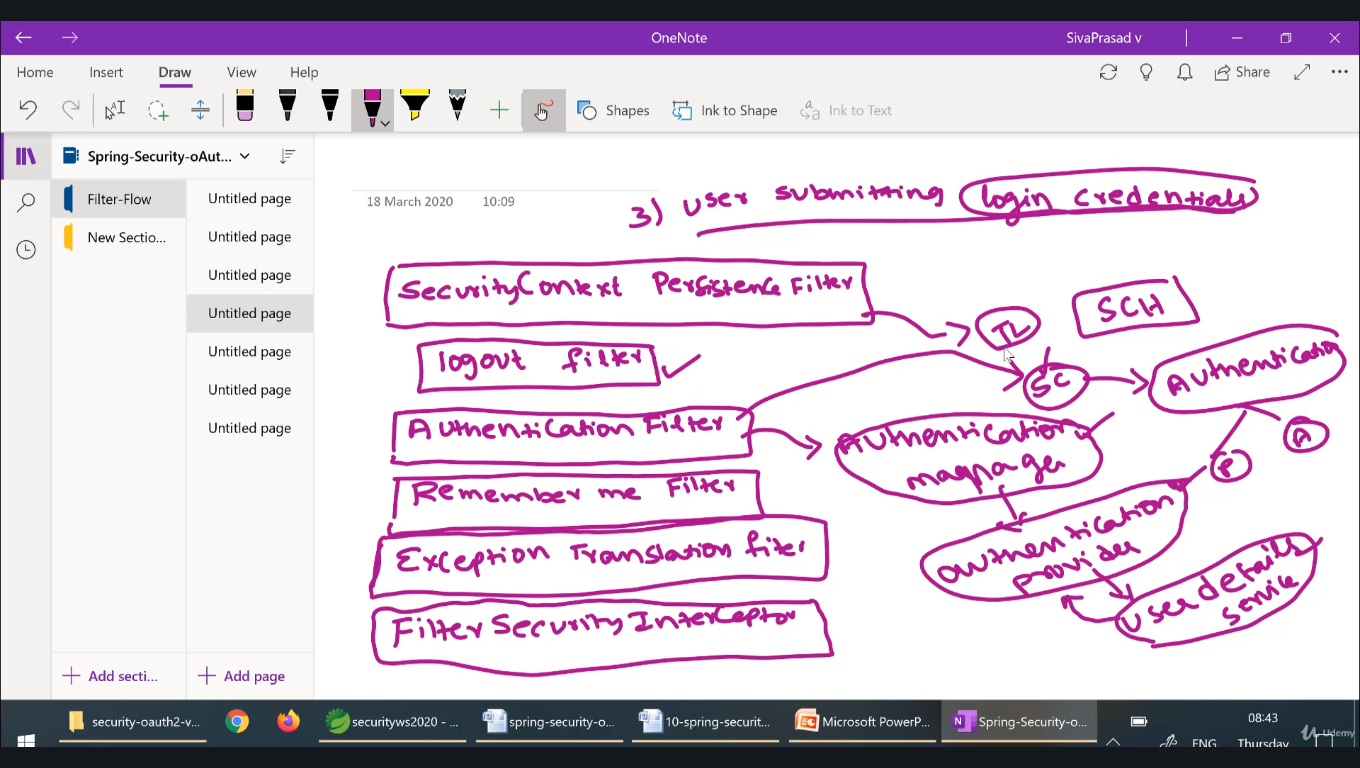 OneNote
SivaPrasad v
Home Insert Draw View Help
Share
Shapes
Ink to Shape
Ink to Text
Spring-Security-oAut...
Filter-Flow
New Sectio...
Untitled page
Untitled page
Untitled page
Untitled page
Untitled page
Untitled page
Untitled page
Add secti...
Add page
18 March 2020 10:09
3) user submitting login credentials
SecurityContext Persistence Filter
TL
SCH
logout filter
SC
Authentication
Authentication Filter
Authentication
A
P
Remember me Filter
authentication
provider
Exception Translation filter
userdetails
service
FilterSecurityInterceptor
security-oauth2-v...
securityws2020 - ...
spring-security-o...
10-spring-securit...
Microsoft PowerP...
Spring-Security-o...
ENG
08:43
Thursday
Udemy